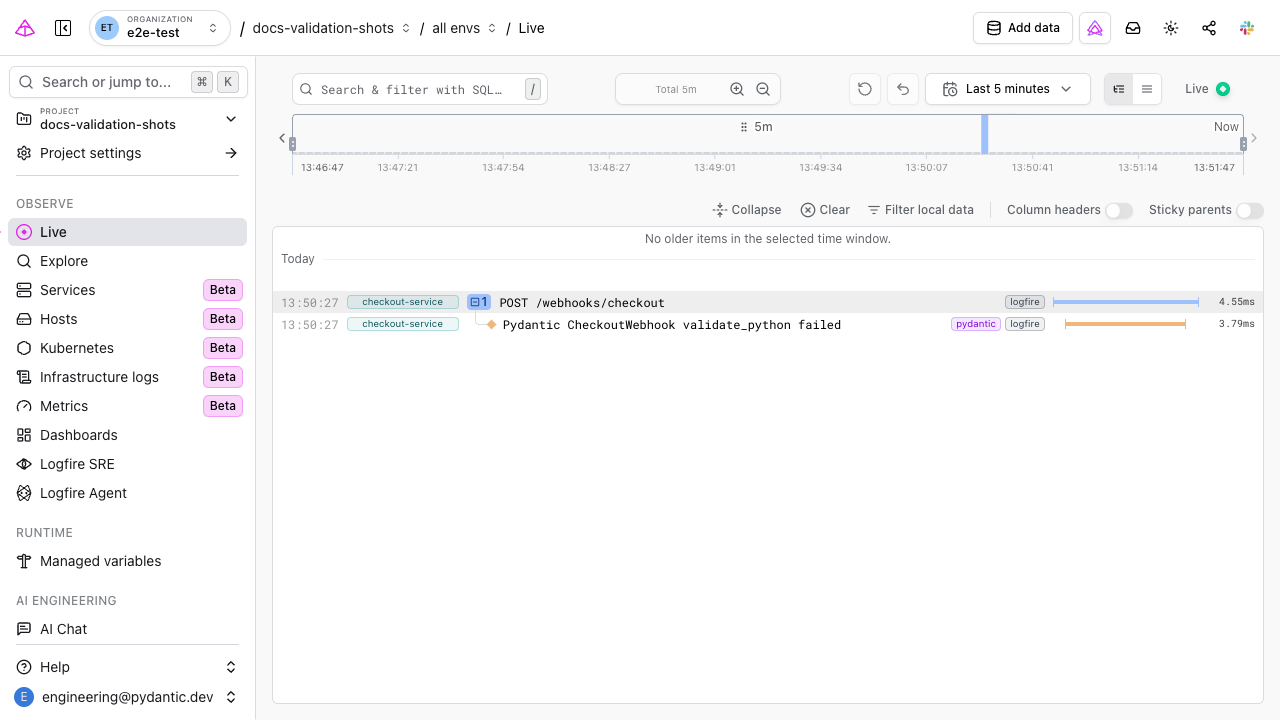 ET
ORGANIZATION
e2e-test
/ docs-validation-shots / all envs / Live
Add data
Search or jump to... ⌘ K
PROJECT
docs-validation-shots
Project settings
OBSERVE
Live
Explore
Services Beta
Hosts Beta
Kubernetes Beta
Infrastructure logs Beta
Metrics Beta
Dashboards
Logfire SRE
Logfire Agent
RUNTIME
Managed variables
AI ENGINEERING
AI Chat
Help
E engineering@pydantic.dev
Search & filter with SQL… /
Total 5m
Last 5 minutes
Live
5m
Now
13:46:47 13:47:21 13:47:54 13:48:27 13:49:01 13:49:34 13:50:07 13:50:41 13:51:14 13:51:47
Collapse Clear Filter local data Column headers Sticky parents
No older items in the selected time window.
Today
13:50:27 checkout-service 1 POST /webhooks/checkout logfire 4.55ms
13:50:27 checkout-service Pydantic CheckoutWebhook validate_python failed pydantic logfire 3.79ms